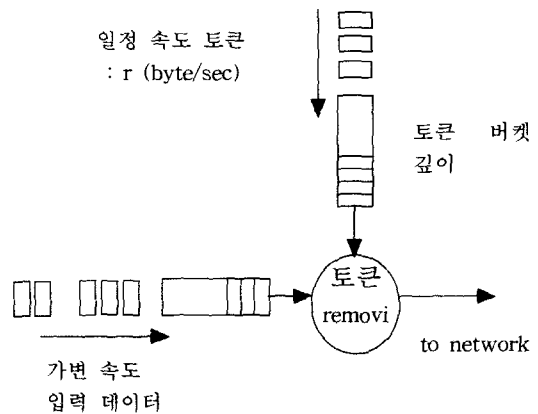 일정 속도 토큰
: r (byte/sec)
토큰 버켓
깊이
토큰
removi
to network
가변 속도
입력 데이터